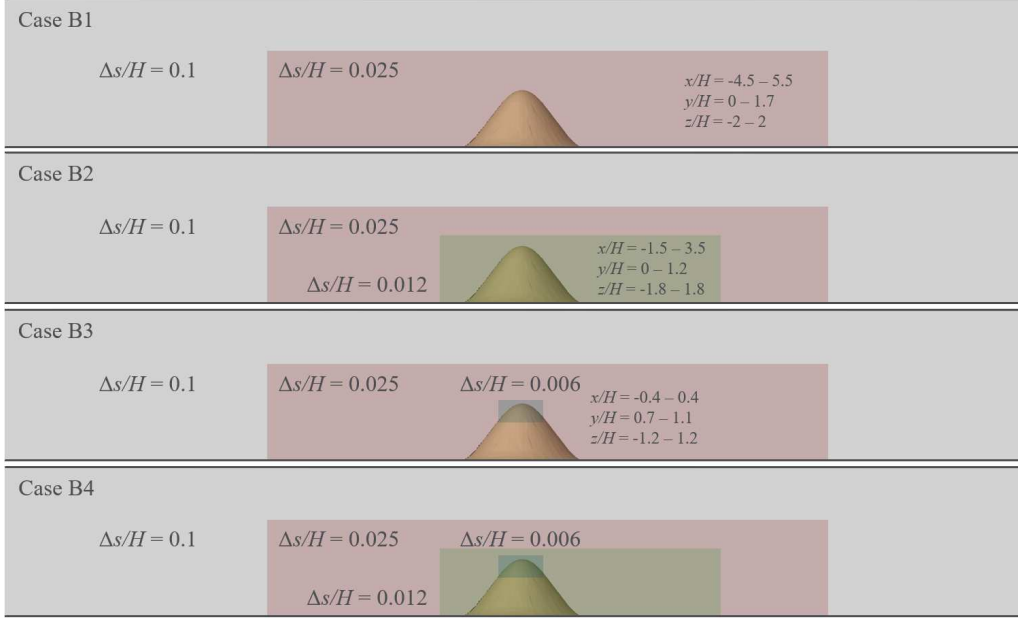 Case B1
Δs/H = 0.1
Δs/H = 0.025
x/H = -4.5 – 5.5
y/H = 0 – 1.7
z/H = -2 – 2
Case B2
Δs/H = 0.1
Δs/H = 0.025
Δs/H = 0.012
x/H = -1.5 – 3.5
y/H = 0 – 1.2
z/H = -1.8 – 1.8
Case B3
Δs/H = 0.1
Δs/H = 0.025
Δs/H = 0.006
x/H = -0.4 – 0.4
y/H = 0.7 – 1.1
z/H = -1.2 – 1.2
Case B4
Δs/H = 0.1
Δs/H = 0.025
Δs/H = 0.006
Δs/H = 0.012